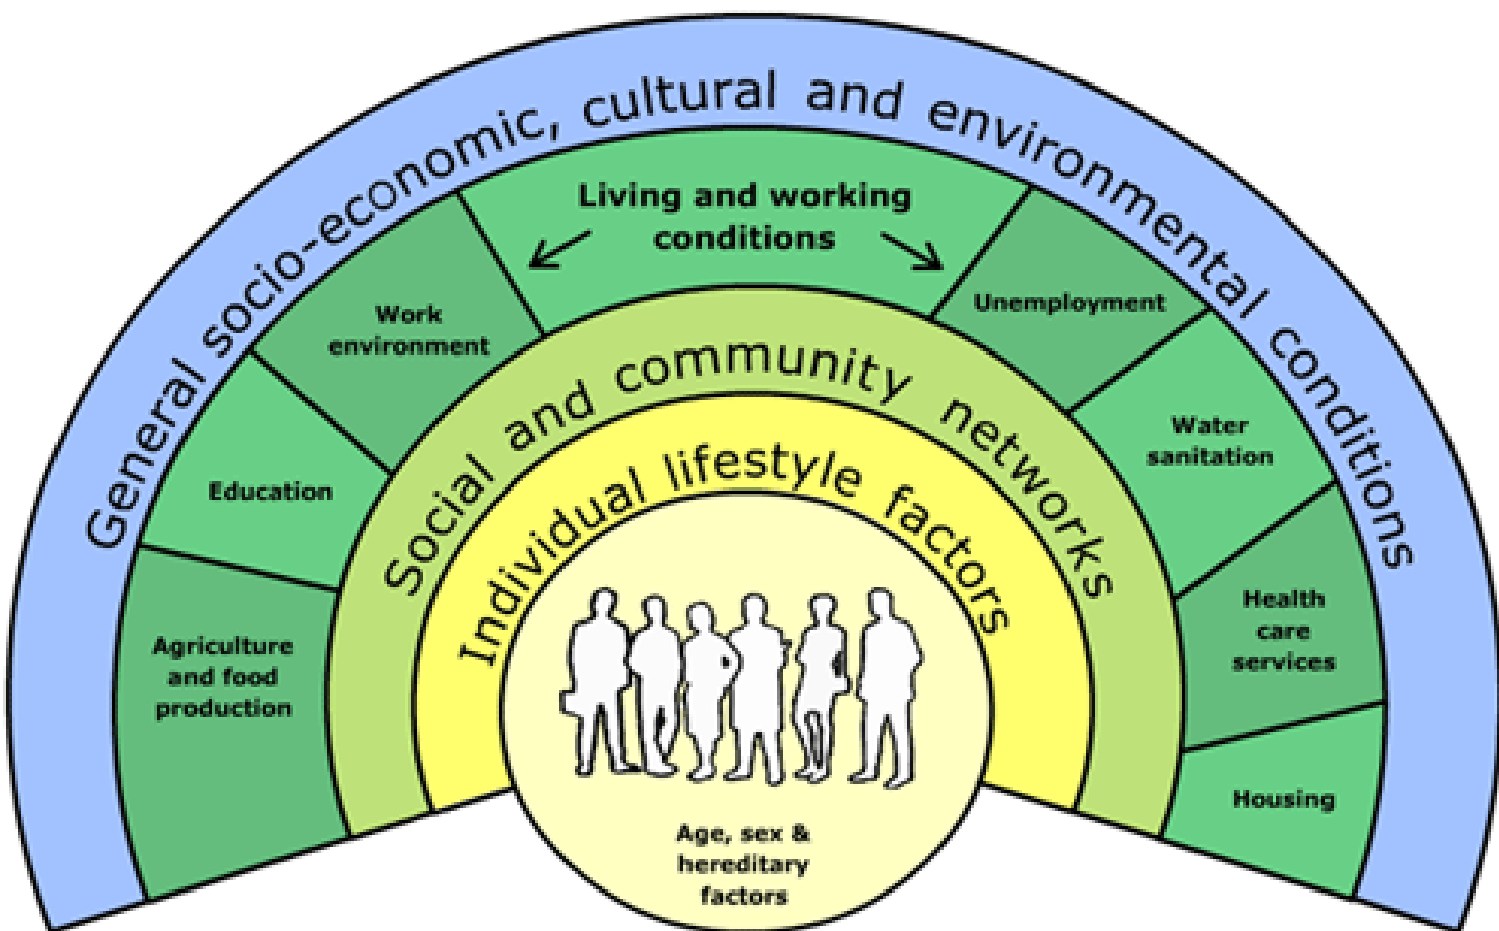 General socio-economic, cultural and environmental conditions
Living and working
conditions
Work
environment
Unemployment
Education
Water
sanitation
Agriculture
and food
production
Health
care
services
Housing
Social and community networks
Individual lifestyle factors
Age, sex &
hereditary
factors